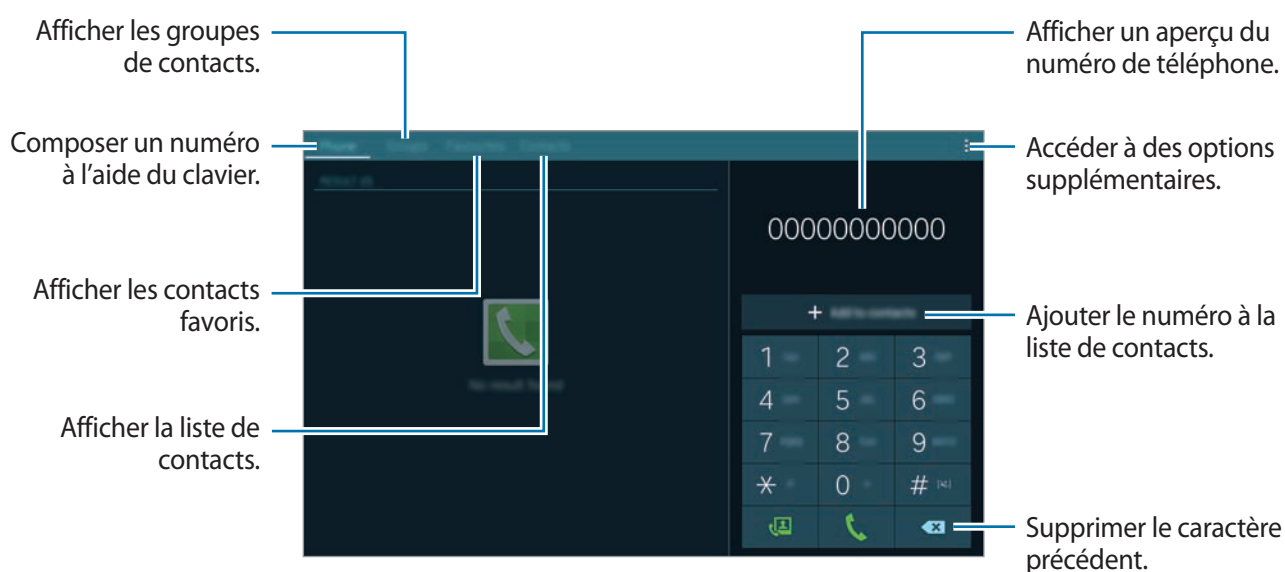 Afficher les groupes
de contacts.
Afficher un aperçu du
numéro de téléphone.
Composer un numéro
à l'aide du clavier.
Accéder à des options
supplémentaires.
Phone Groups Favourites Contacts
00000000000
Afficher les contacts
favoris.
Add to contacts
Ajouter le numéro à la
liste de contacts.
No result found
1 2 3
4 5 6
7 8 9
* 0 #
Afficher la liste de
contacts.
Supprimer le caractère
précédent.